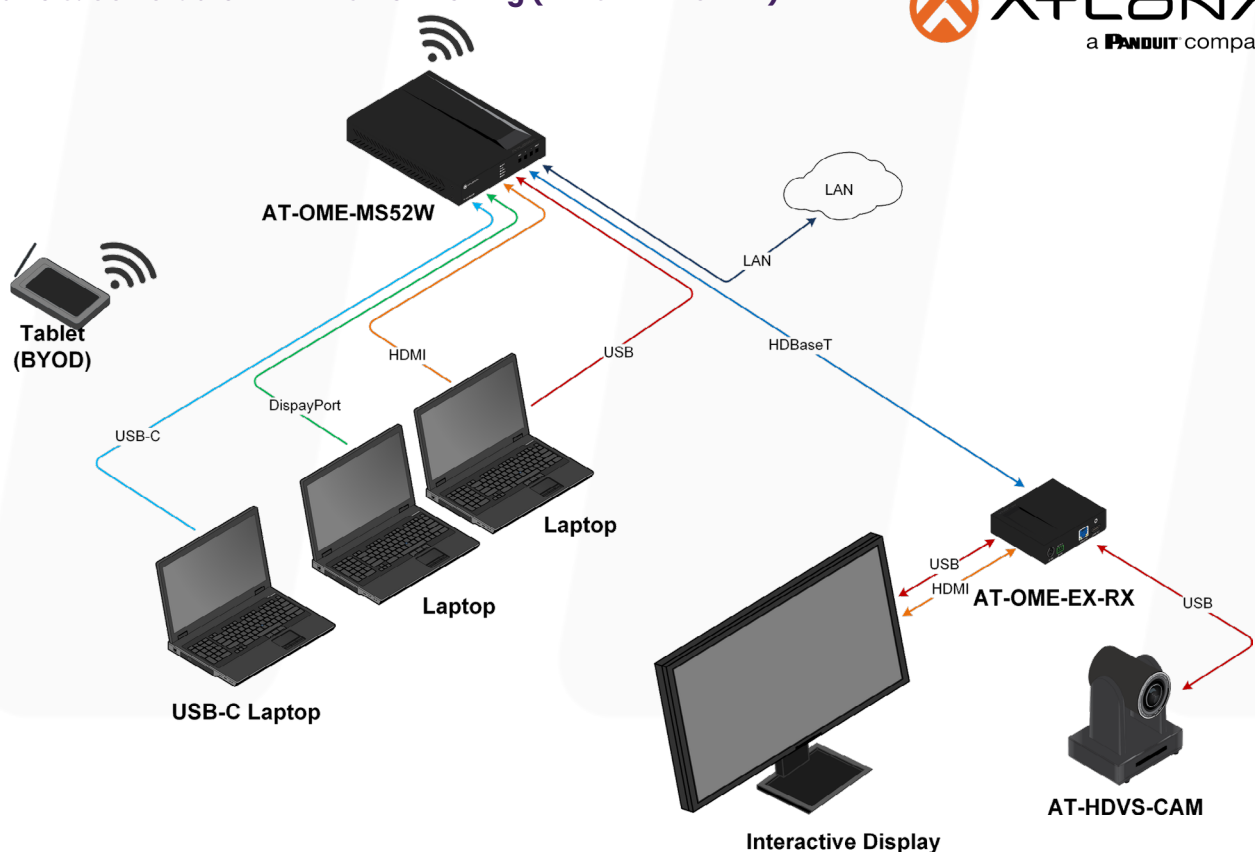 ATLONA
a PANDUIT compa
AT-OME-MS52W
LAN
LAN
Tablet
(BYOD)
HDMI
USB
HDBaseT
DispayPort
USB-C
Laptop
USB
HDMI
AT-OME-EX-RX
USB
Laptop
USB-C Laptop
AT-HDVS-CAM
Interactive Display